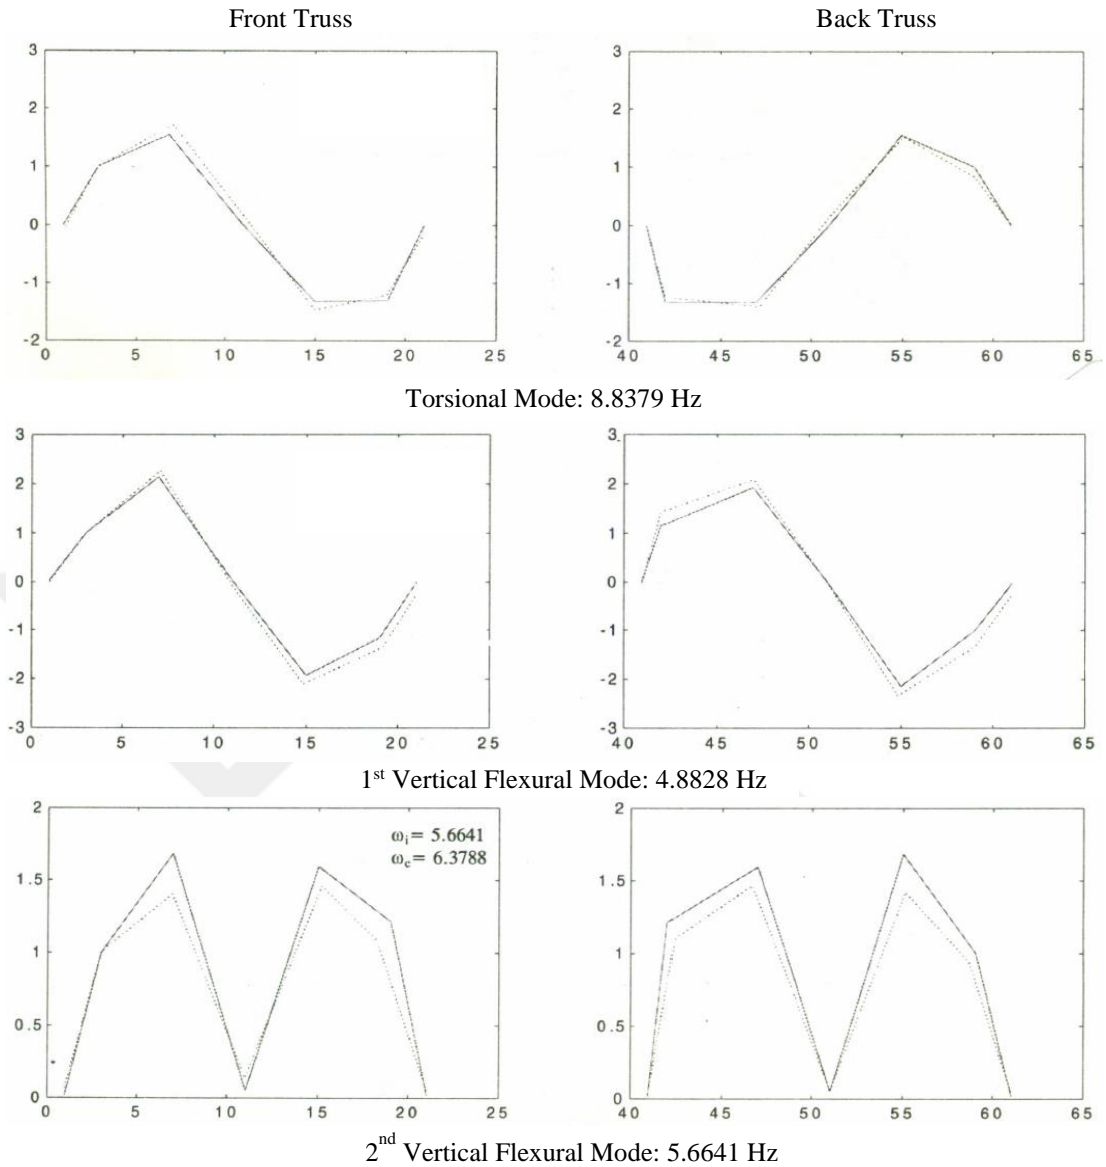 Front Truss
Back Truss
3
2
1
0
-1
-2
0 5 10 15 20 25
3
2
1
0
-1
-2
40 45 50 55 60 65
Torsional Mode: 8.8379 Hz
3
2
1
0
-1
-2
-3
0 5 10 15 20 25
3
2
1
0
-1
-2
-3
40 45 50 55 60 65
1st Vertical Flexural Mode: 4.8828 Hz
2
1.5
1
0.5
0
ωi= 5.6641
ωc= 6.3788
0 5 10 15 20 25
2
1.5
1
0.5
0
40 45 50 55 60 65
2nd Vertical Flexural Mode: 5.6641 Hz